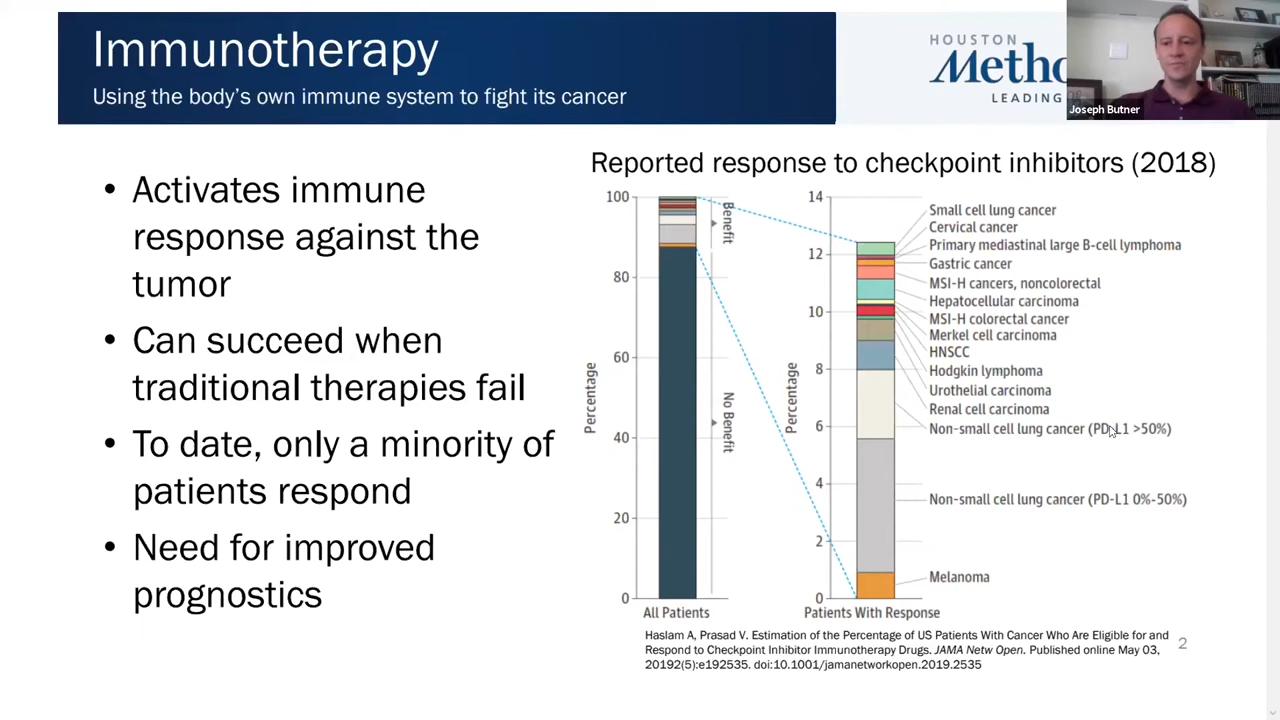 Immunotherapy
Using the body's own immune system to fight its cancer
HOUSTON
LEADING
Joseph Butner
• Activates immune
response against the
tumor
• Can succeed when
traditional therapies fail
• To date, only a minority of
patients respond
• Need for improved
prognostics
Reported response to checkpoint inhibitors (2018)
Percentage
100
80
60
40
20
0
Benefit
No Benefit
All Patients
Percentage
14
12
10
8
6
4
2
0
Patients With Response
Small cell lung cancer
Cervical cancer
Primary mediastinal large B-cell lymphoma
Gastric cancer
MSI-H cancers, noncolorectal
Hepatocellular carcinoma
MSI-H colorectal cancer
Merkel cell carcinoma
HNSCC
Hodgkin lymphoma
Urothelial carcinoma
Renal cell carcinoma
Non-small cell lung cancer (PD-L1 >50%)
Non-small cell lung cancer (PD-L1 0%-50%)
Melanoma
Haslam A, Prasad V. Estimation of the Percentage of US Patients With Cancer Who Are Eligible for and
Respond to Checkpoint Inhibitor Immunotherapy Drugs. JAMA Netw Open. Published online May 03,
20192(5):e192535. doi:10.1001/jamanetworkopen.2019.2535
2